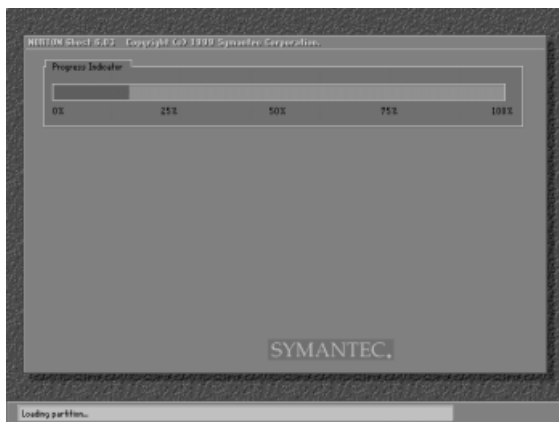 NORTON Ghost 6.03 Copyright (c) 1999 Symantec Corporation.
Progress Indicator
0% 25% 50% 75% 100%
SYMANTEC.
Loading partition...